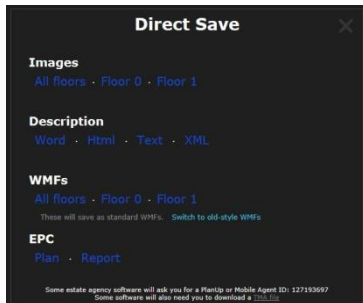 Direct Save
Images
All floors · Floor 0 · Floor 1
Description
Word · Html · Text · XML
WMFs
All floors · Floor 0 · Floor 1
These will save as standard WMFs. Switch to old-style WMFs
EPC
Plan · Report
Some estate agency software will ask you for a PlanUp or Mobile Agent ID: 127193697
Some software will also need you to download a TMA file